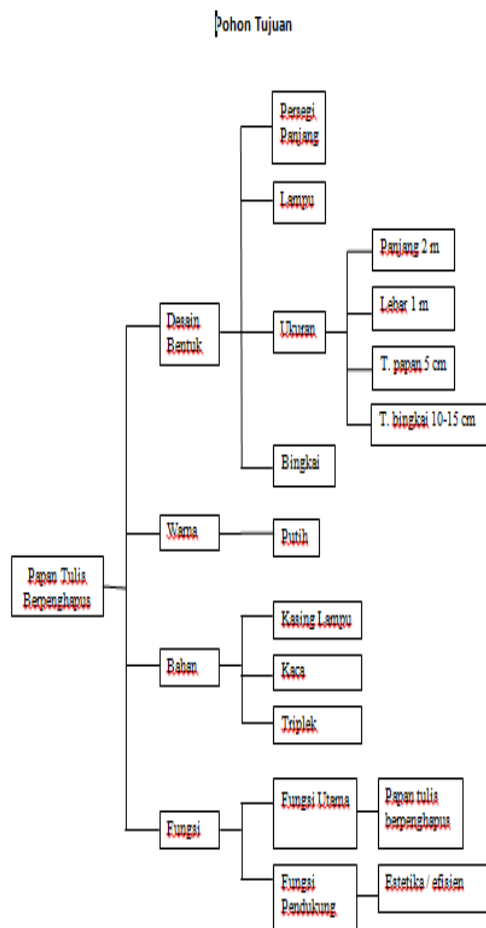 Pohon Tujuan
Persegi
Panjang
Lampu
Panjang 2 m
Lebar 1 m
Desain
Bentuk
Ukuran
T. papan 5 cm
T. bingkai 10-15 cm
Bingkai
Warna
Putih
Papan Tulis
Berpenghapus
Kasing Lampu
Bahan
Kaca
Triplek
Fungsi Utama
Papan tulis
berpenghapus
Fungsi
Fungsi
Pendukung
Estetika / efisien